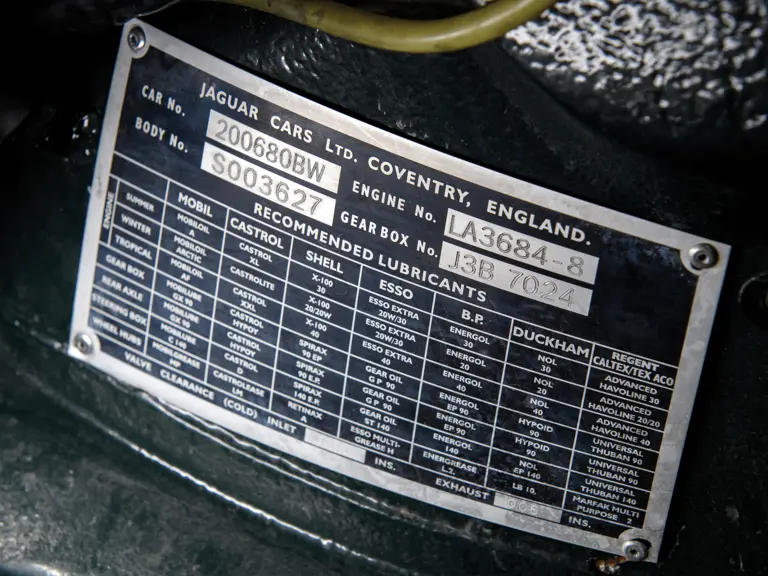 JAGUAR CARS LTD. COVENTRY, ENGLAND.
CAR No. 200680BW ENGINE No. LA3684-8
BODY No. S003627 GEAR BOX No. J3B 7024
RECOMMENDED LUBRICANTS
MOBIL CASTROL SHELL ESSO B.P. DUCKHAM REGENT CALTEX/TEXACO
ENGINE
SUMMER MOBILOIL A CASTROL XL X-100 30 ESSO EXTRA 20W/30 ENERGOL 30 NOL 30 ADVANCED HAVOLINE 30
WINTER MOBILOIL ARCTIC CASTROLITE X-100 20/20W ESSO EXTRA 20W/30 ENERGOL 20 NOL 20 ADVANCED HAVOLINE 20/20
TROPICAL MOBILOIL AF CASTROL XXL X-100 40 ESSO EXTRA 40 ENERGOL 40 NOL 40 ADVANCED HAVOLINE 40
GEAR BOX MOBILUBE GX 90 CASTROL HYPOY SPIRAX 90 EP GEAR OIL GP 90 ENERGOL EP 90 HYPOID 90 UNIVERSAL THUBAN 90
REAR AXLE MOBILUBE GX 90 CASTROL HYPOY SPIRAX 90 E.P. GEAR OIL GP 90 ENERGOL EP 90 HYPOID 90 UNIVERSAL THUBAN 90
STEERING BOX MOBILUBE C 140 CASTROL D SPIRAX 140 E.P. GEAR OIL ST 140 ENERGOL 140 NOL EP 140 UNIVERSAL THUBAN 140
WHEEL HUBS MOBILGREASE MP CASTROLEASE LM RETINAX A ESSO MULTI-GREASE H ENERGREASE L.2. LB 10. MARFAK MULTI PURPOSE 2
VALVE CLEARANCE (COLD) INLET INS. EXHAUST INS.